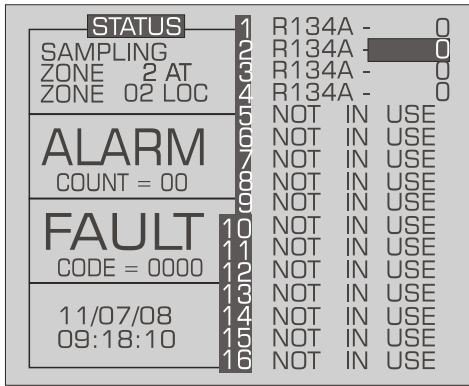 STATUS
SAMPLING
ZONE 2 AT
ZONE 02 LOC
ALARM
COUNT = 00
FAULT
CODE = 0000
11/07/08
09:18:10
1 R134A - 0
2 R134A - 0
3 R134A - 0
4 R134A - 0
5 NOT IN USE
6 NOT IN USE
7 NOT IN USE
8 NOT IN USE
9 NOT IN USE
10 NOT IN USE
11 NOT IN USE
12 NOT IN USE
13 NOT IN USE
14 NOT IN USE
15 NOT IN USE
16 NOT IN USE